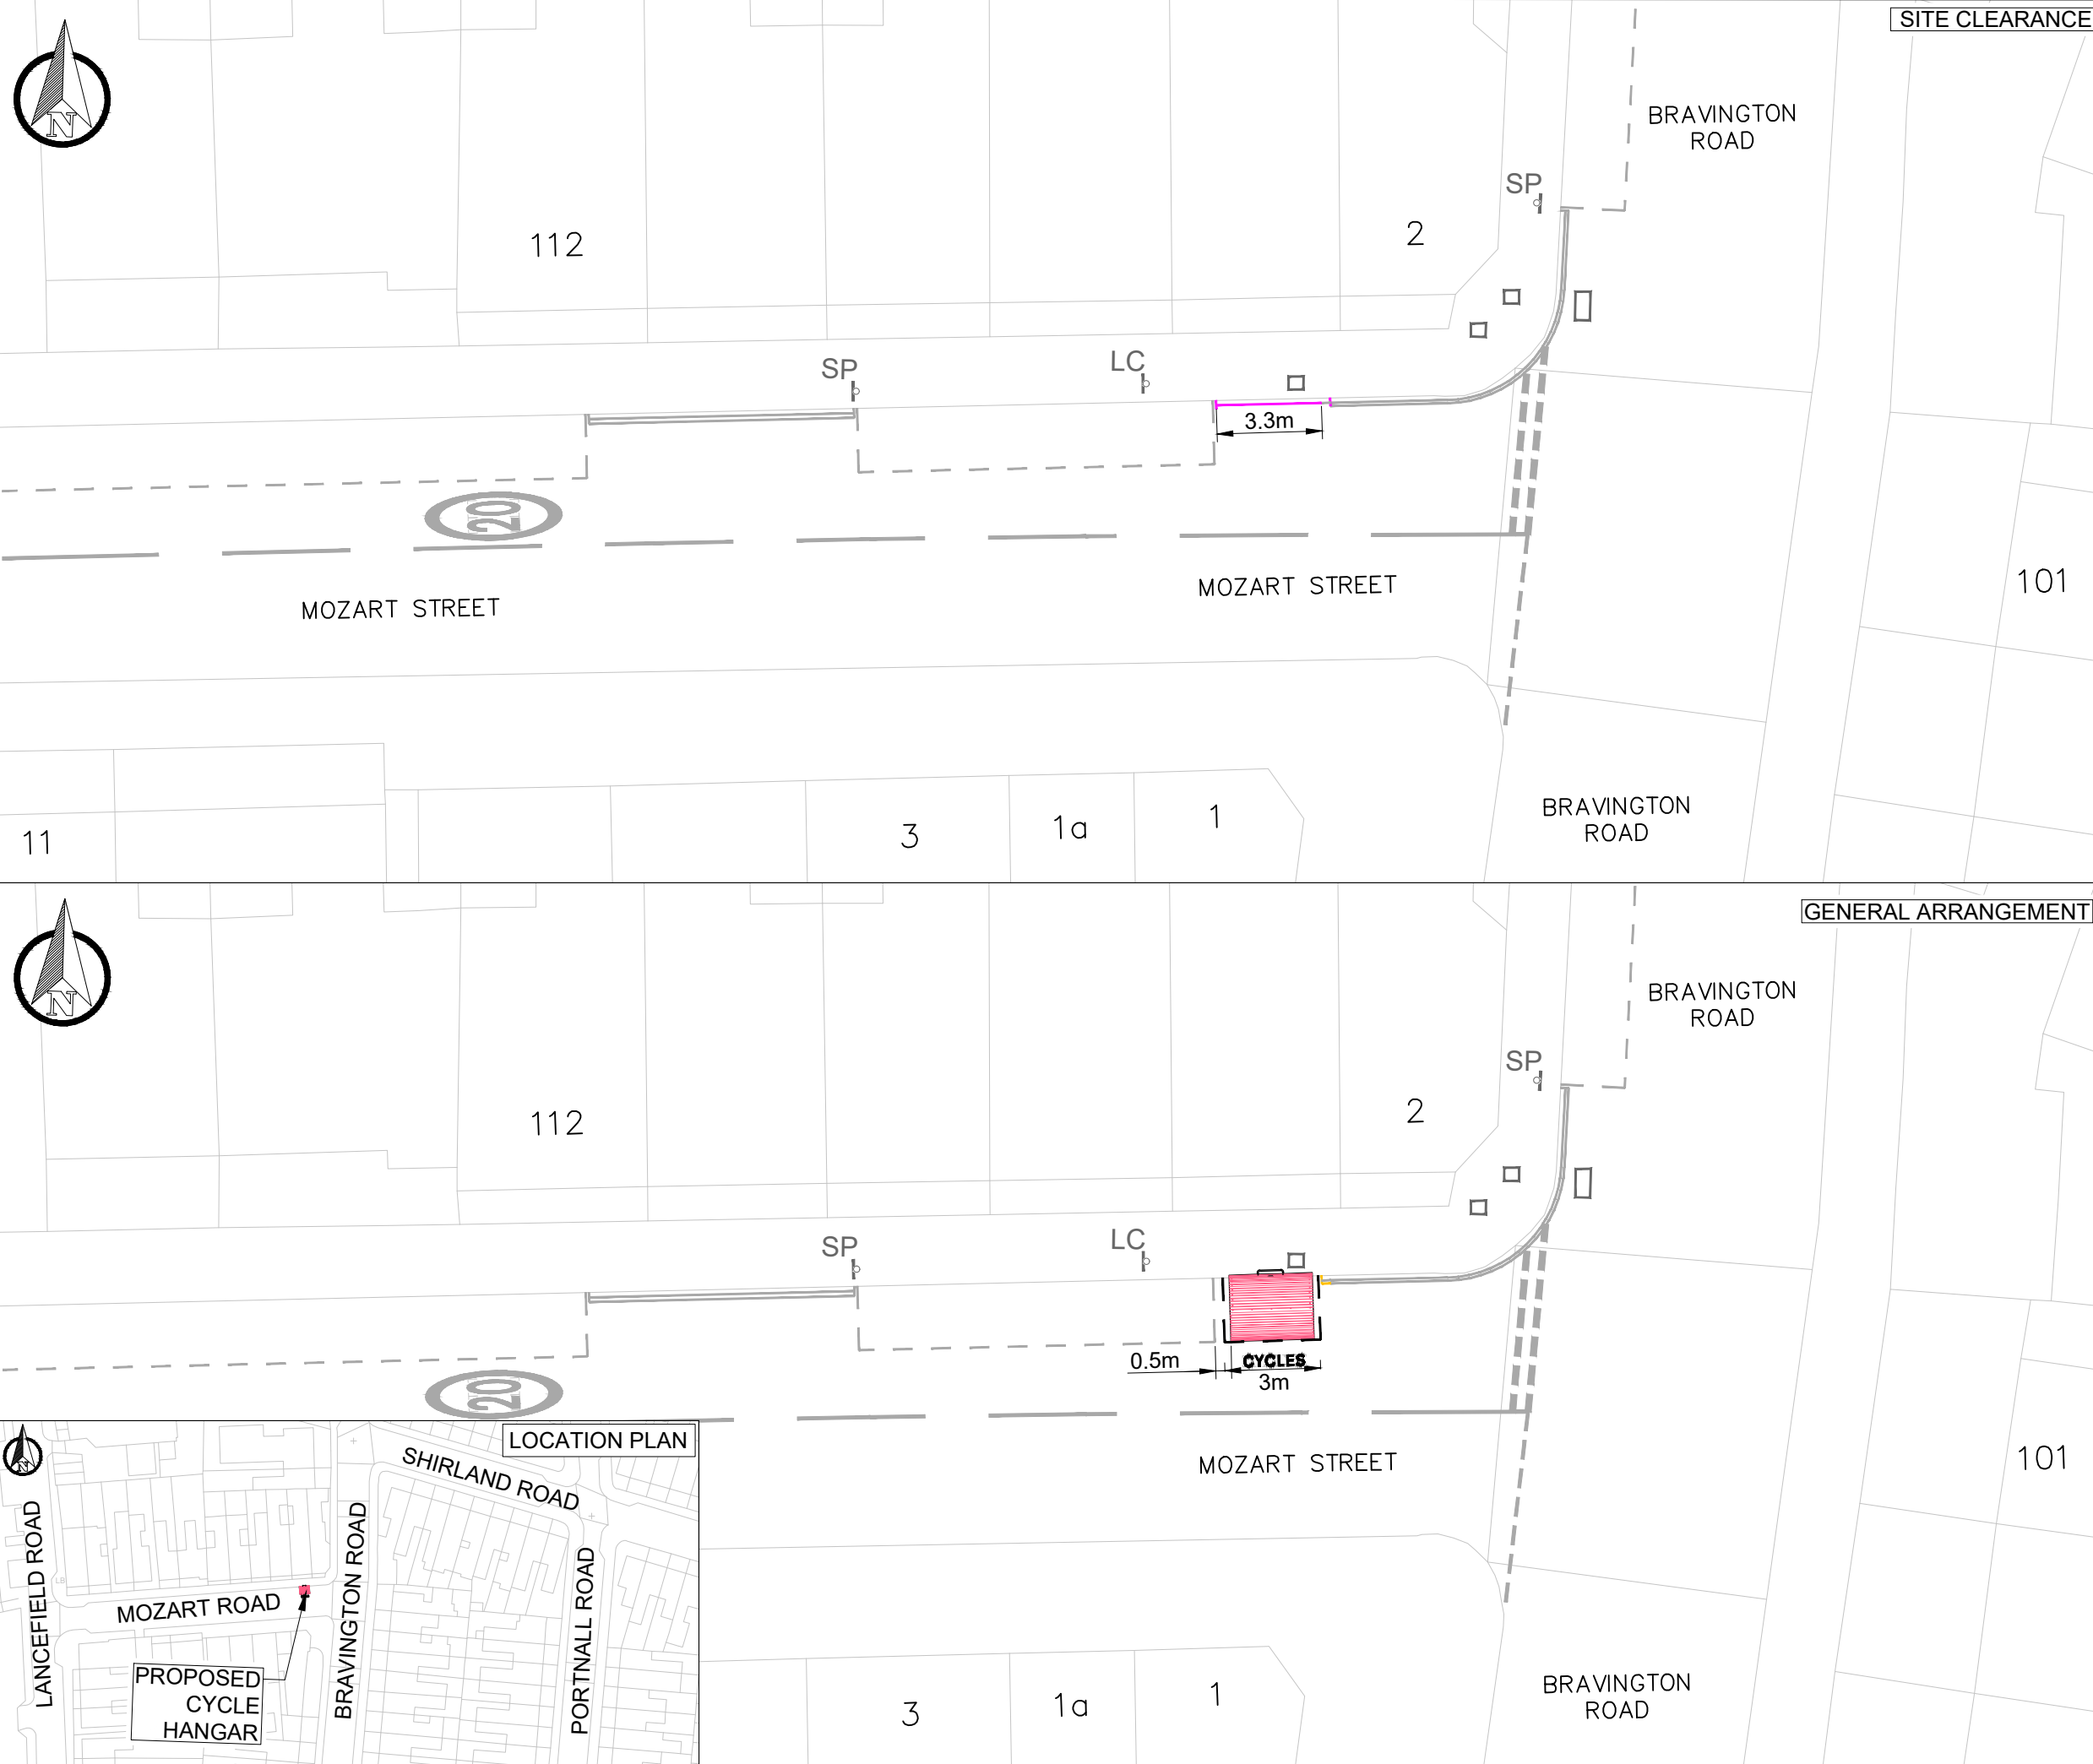 SITE CLEARANCE
N
BRAVINGTON
ROAD
SP
112
2
SP
LC
3.3m
20
MOZART STREET
MOZART STREET
101
BRAVINGTON
ROAD
11
3
1a
1
GENERAL ARRANGEMENT
N
BRAVINGTON
ROAD
SP
112
2
SP
LC
0.5m
CYCLES
3m
20
MOZART STREET
101
BRAVINGTON
ROAD
3
1a
1
LOCATION PLAN
N
SHIRLAND ROAD
LANCEFIELD ROAD
LB
MOZART ROAD
BRAVINGTON ROAD
PORTNALL ROAD
PROPOSED
CYCLE
HANGAR